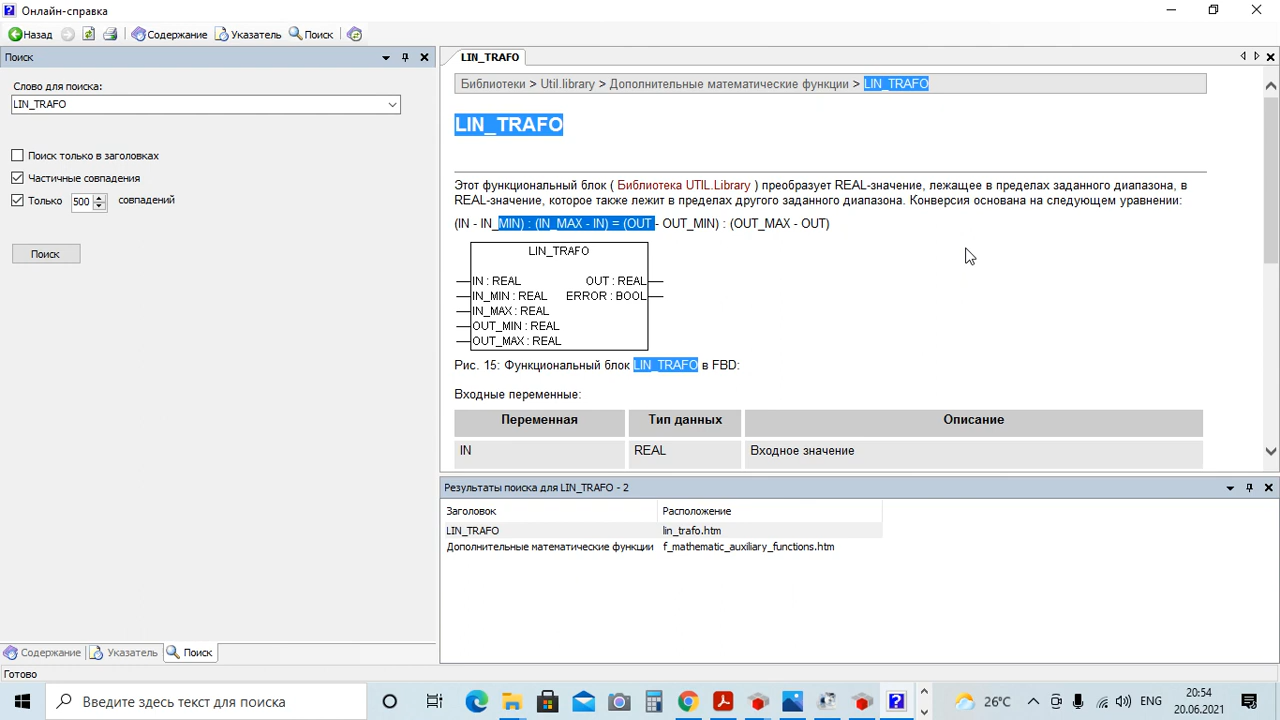 Онлайн-справка
Назад Содержание Указатель Поиск
Поиск
Слово для поиска:
LIN_TRAFO
Поиск только в заголовках
Частичные совпадения
Только 500 совпадений
Поиск
LIN_TRAFO
Библиотеки > Util.library > Дополнительные математические функции > LIN_TRAFO
LIN_TRAFO
Этот функциональный блок ( Библиотека UTIL.Library ) преобразует REAL-значение, лежащее в пределах заданного диапазона, в
REAL-значение, которое также лежит в пределах другого заданного диапазона. Конверсия основана на следующем уравнении:
(IN - IN_MIN) : (IN_MAX - IN) = (OUT - OUT_MIN) : (OUT_MAX - OUT)
LIN_TRAFO
IN : REAL OUT : REAL
IN_MIN : REAL ERROR : BOOL
IN_MAX : REAL
OUT_MIN : REAL
OUT_MAX : REAL
Рис. 15: Функциональный блок LIN_TRAFO в FBD:
Входные переменные:
Переменная Тип данных Описание
IN REAL Входное значение
Результаты поиска для LIN_TRAFO - 2
Заголовок Расположение
LIN_TRAFO lin_trafo.htm
Дополнительные математические функции f_mathematic_auxiliary_functions.htm
Содержание Указатель Поиск
Готово
Введите здесь текст для поиска
26°C ENG
20:54
20.06.2021